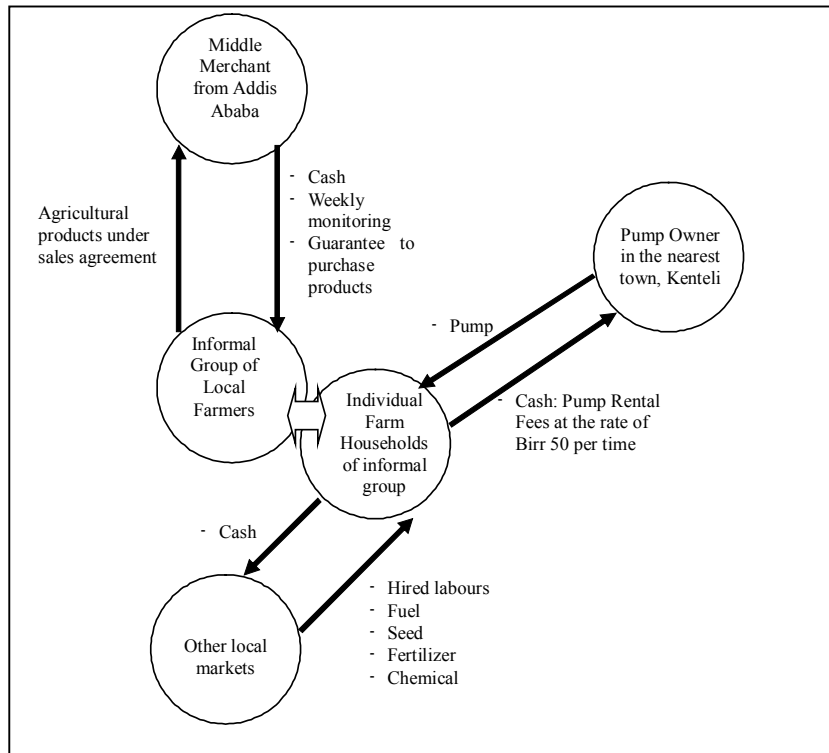 Middle
Merchant
from Addis
Ababa
Agricultural
products under
sales agreement
- Cash
- Weekly
monitoring
- Guarantee to
purchase
products
Pump Owner
in the nearest
town, Kenteli
- Pump
- Cash: Pump Rental
Fees at the rate of
Birr 50 per time
Informal
Group of
Local
Farmers
Individual
Farm
Households
of informal
group
- Cash
- Hired labours
- Fuel
- Seed
- Fertilizer
- Chemical
Other local
markets